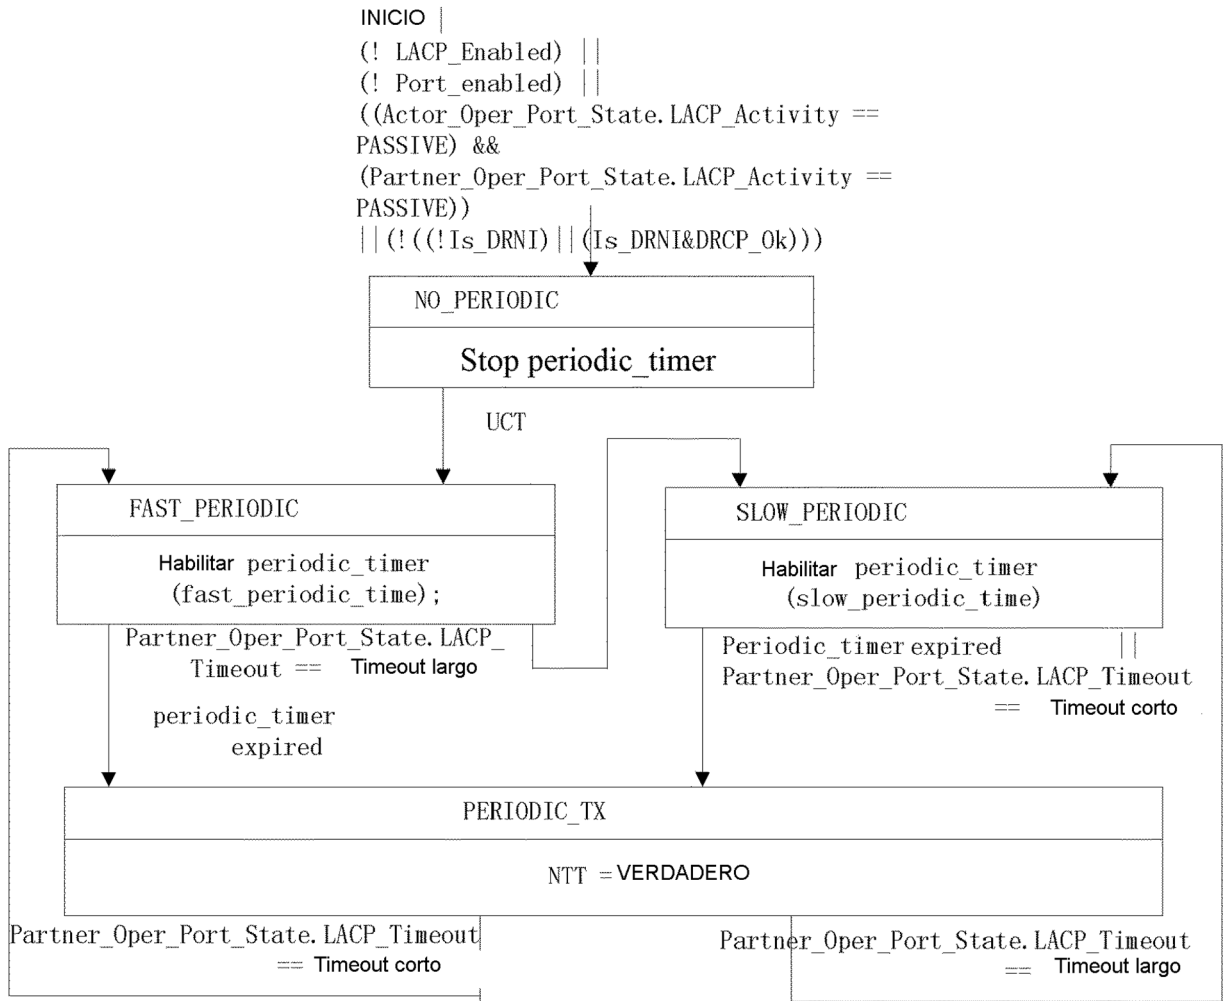 INICIO |
(! LACP_Enabled) ||
(! Port_enabled) ||
((Actor_Oper_Port_State.LACP_Activity ==
PASSIVE) &&
(Partner_Oper_Port_State.LACP_Activity ==
PASSIVE))
||(!((!Is_DRNI)||(Is_DRNI&DRCP_Ok)))
NO_PERIODIC
Stop periodic_timer
UCT
FAST_PERIODIC
Habilitar periodic_timer
(fast_periodic_time);
SLOW_PERIODIC
Habilitar periodic_timer
(slow_periodic_time)
Partner_Oper_Port_State.LACP_
Timeout == Timeout largo
periodic_timer
expired
Periodic_timer expired ||
Partner_Oper_Port_State.LACP_Timeout
== Timeout corto
PERIODIC_TX
NTT = VERDADERO
Partner_Oper_Port_State.LACP_Timeout
== Timeout corto
Partner_Oper_Port_State.LACP_Timeout
== Timeout largo